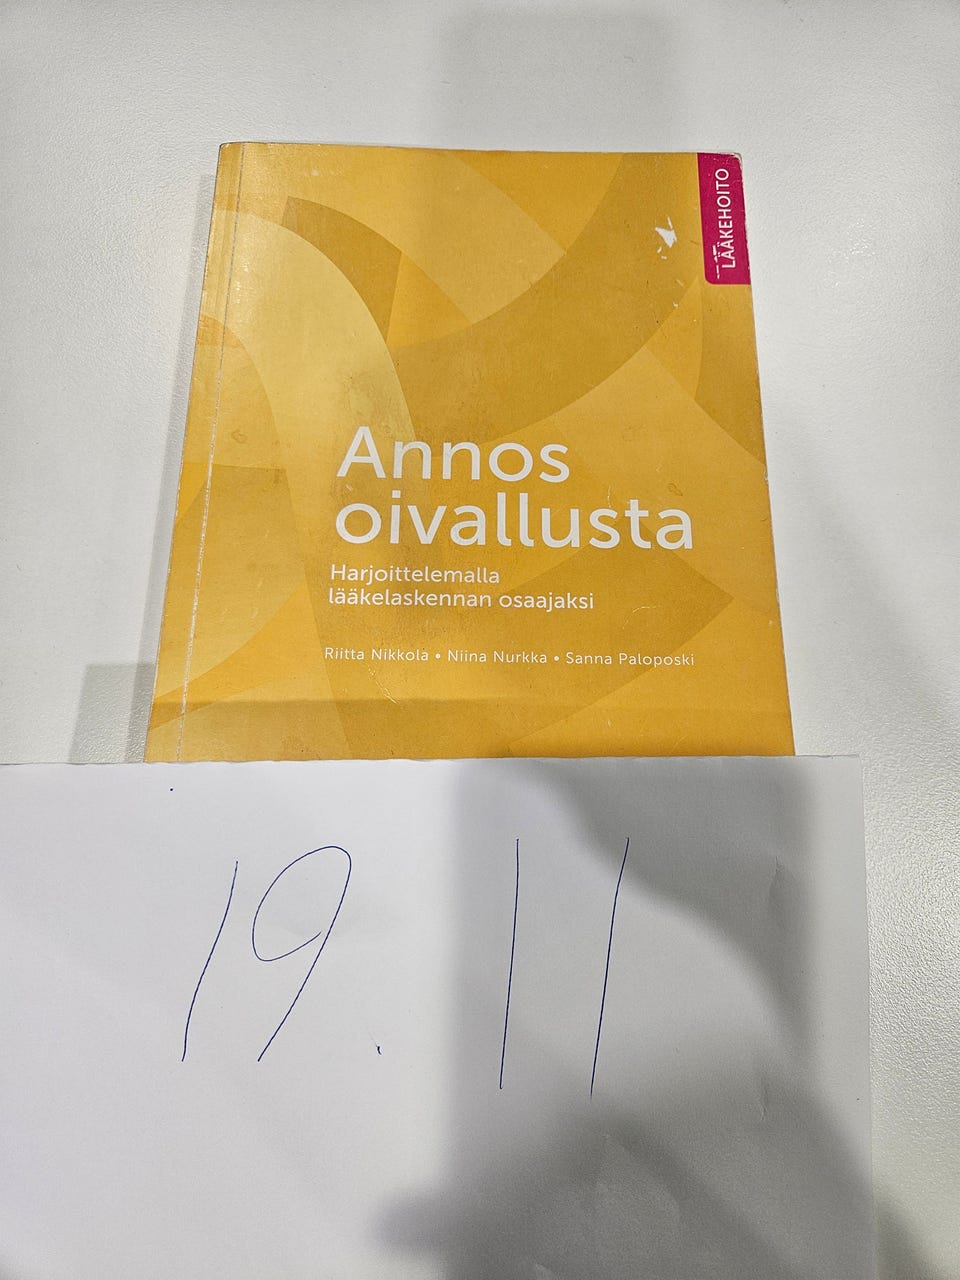 LÄÄKEHOITO
Annos
oivallusta
Harjoittelemalla
lääkelaskennan osaajaksi
Riitta Nikkola • Niina Nurkka • Sanna Paloposki
19. 11